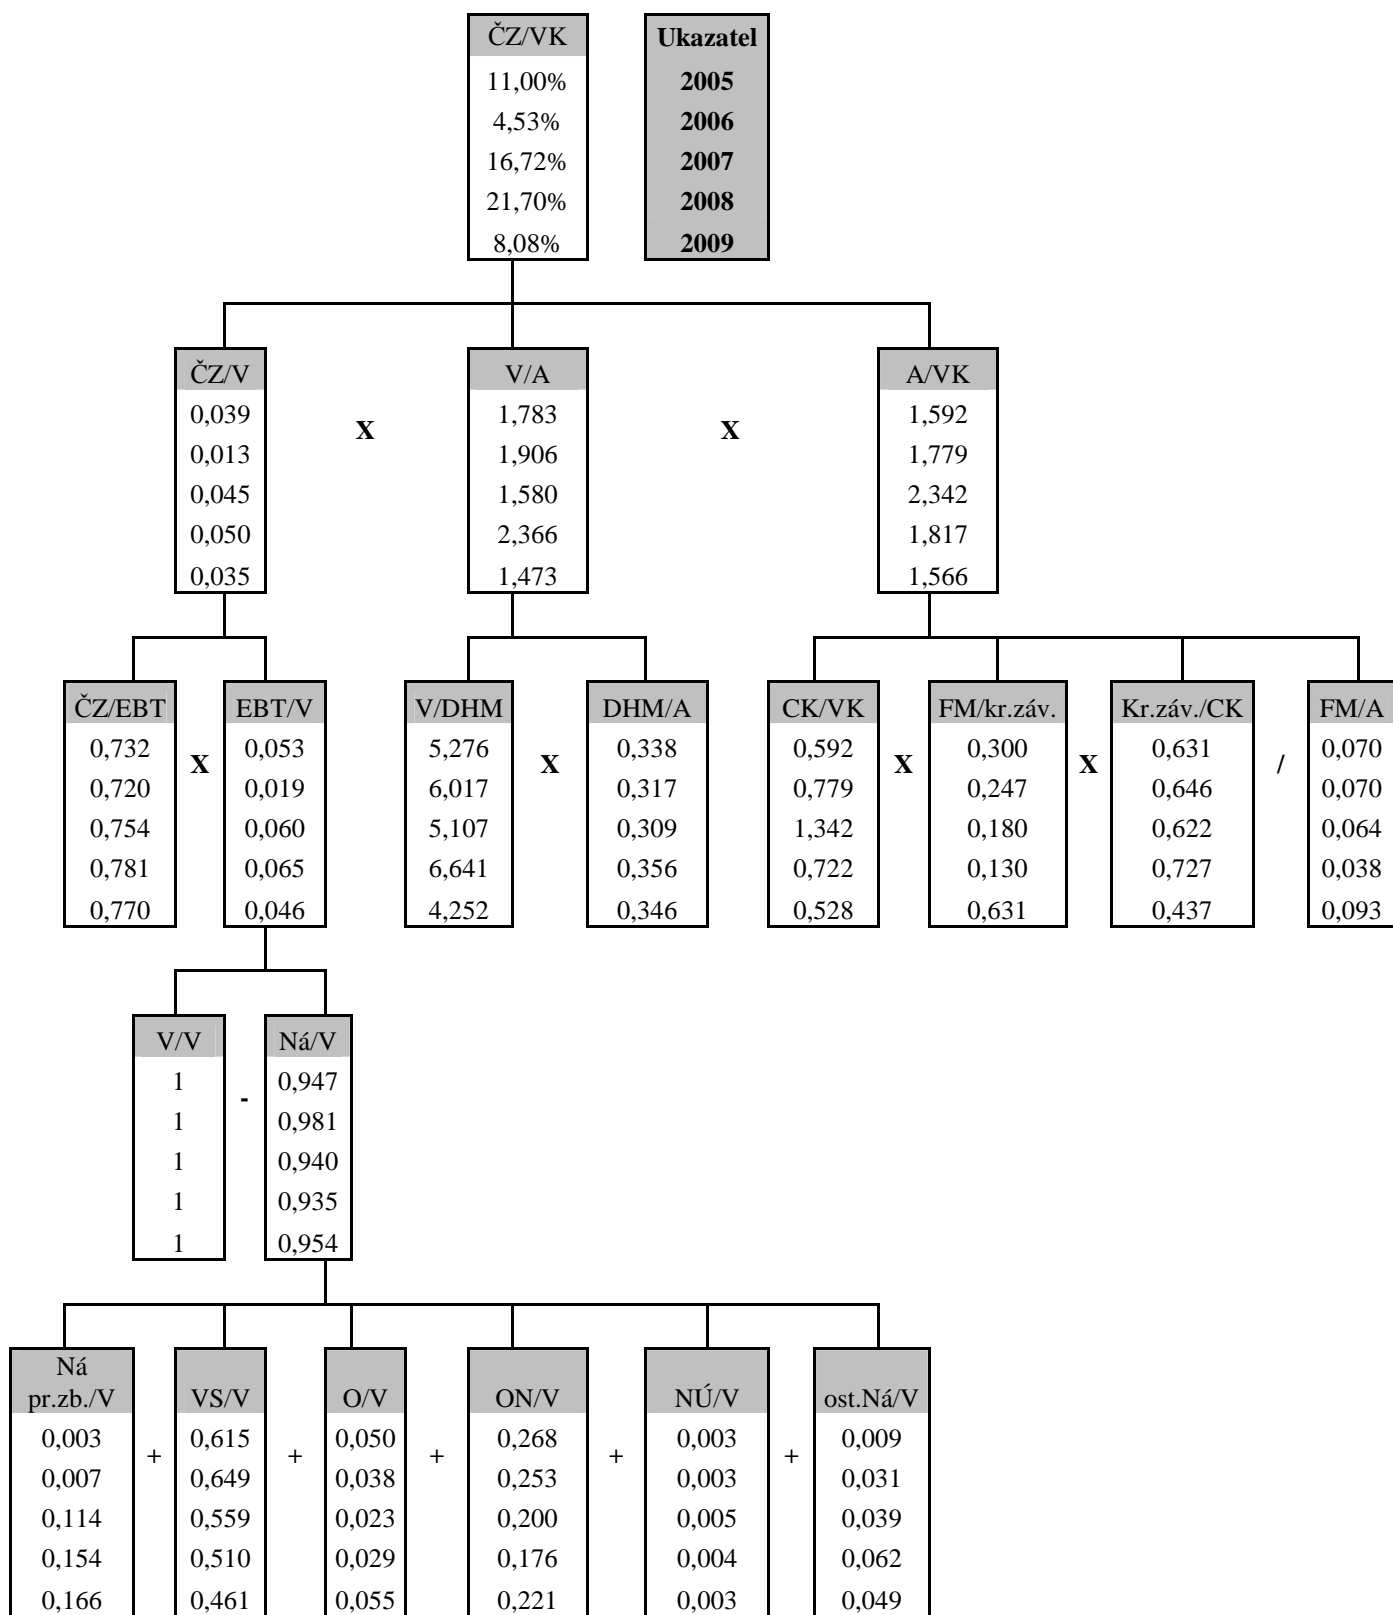 ČZ/VK Ukazatel
11,00% 2005
4,53% 2006
16,72% 2007
21,70% 2008
8,08% 2009
ČZ/V V/A A/VK
0,039 1,783 1,592
X X
0,013 1,906 1,779
0,045 1,580 2,342
0,050 2,366 1,817
0,035 1,473 1,566
ČZ/EBT EBT/V V/DHM DHM/A CK/VK FM/kr.záv. Kr.záv./CK FM/A
0,732 0,053 5,276 0,338 0,592 0,300 0,631 0,070
X X X X /
0,720 0,019 6,017 0,317 0,779 0,247 0,646 0,070
0,754 0,060 5,107 0,309 1,342 0,180 0,622 0,064
0,781 0,065 6,641 0,356 0,722 0,130 0,727 0,038
0,770 0,046 4,252 0,346 0,528 0,631 0,437 0,093
V/V Ná/V
1 0,947
-
1 0,981
1 0,940
1 0,935
1 0,954
Ná
pr.zb./V VS/V O/V ON/V NÚ/V ost.Ná/V
0,003 0,615 0,050 0,268 0,003 0,009
+ + + + +
0,007 0,649 0,038 0,253 0,003 0,031
0,114 0,559 0,023 0,200 0,005 0,039
0,154 0,510 0,029 0,176 0,004 0,062
0,166 0,461 0,055 0,221 0,003 0,049